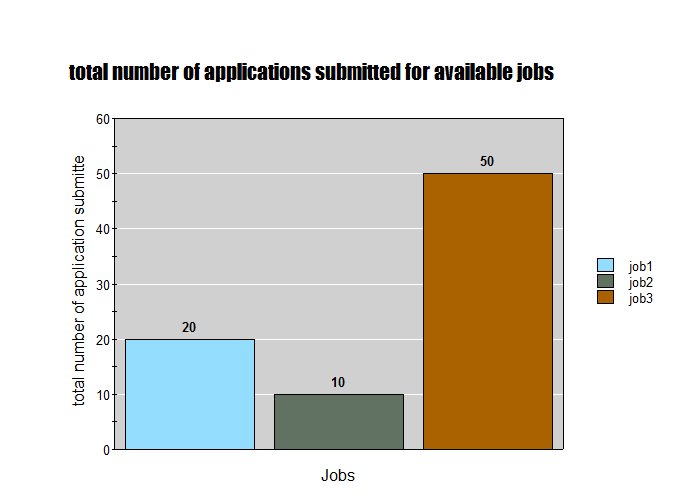 total number of applications submitted for available jobs
total number of application submitte
60
50
40
30
20
10
0
20
10
50
Jobs
job1
job2
job3